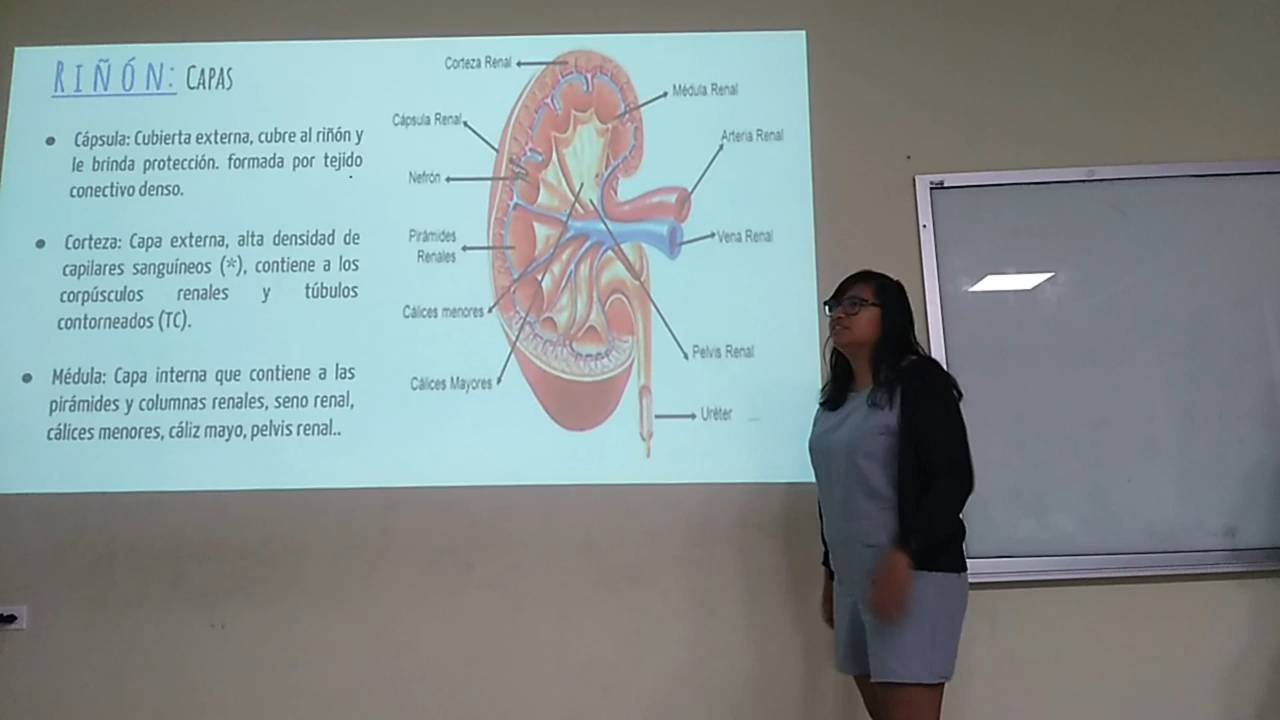 RIÑÓN: CAPAS
Cápsula: Cubierta externa, cubre al riñón y
le brinda protección. formada por tejido
conectivo denso.
Corteza: Capa externa, alta densidad de
capilares sanguíneos (*), contiene a los
corpúsculos renales y túbulos
contorneados (TC).
Médula: Capa interna que contiene a las
pirámides y columnas renales, seno renal,
cálices menores, cáliz mayo, pelvis renal..
Corteza Renal
Médula Renal
Cápsula Renal
Arteria Renal
Nefrón
Pirámides
Renales
Vena Renal
Cálices menores
Pelvis Renal
Cálices Mayores
Uréter